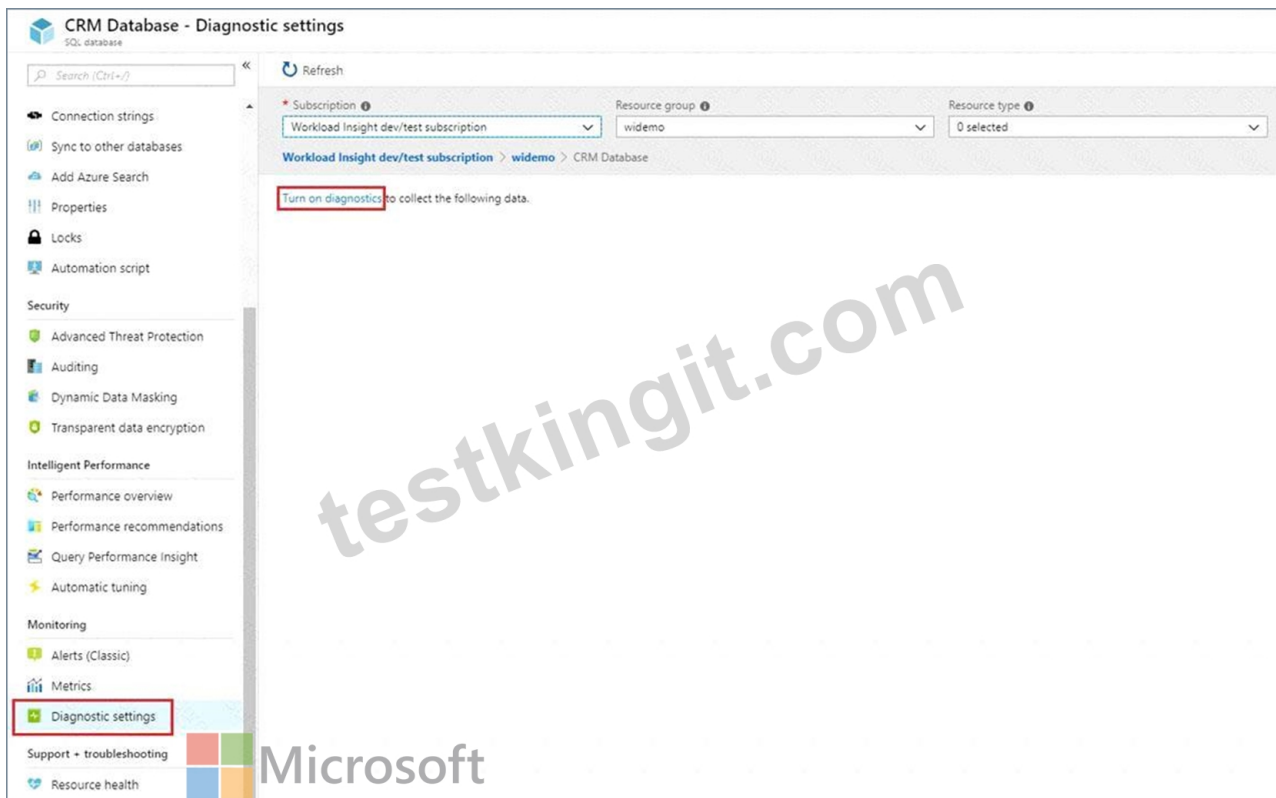 CRM Database - Diagnostic settings
SQL database
Search (Ctrl+/)
«
Connection strings
Sync to other databases
Add Azure Search
Properties
Locks
Automation script
Security
Advanced Threat Protection
Auditing
Dynamic Data Masking
Transparent data encryption
Intelligent Performance
Performance overview
Performance recommendations
Query Performance Insight
Automatic tuning
Monitoring
Alerts (Classic)
Metrics
Diagnostic settings
Support + troubleshooting
Resource health
Refresh
* Subscription
Workload Insight dev/test subscription
Resource group
widemo
Resource type
0 selected
Workload Insight dev/test subscription > widemo > CRM Database
Turn on diagnostics to collect the following data.
testkingit.com
Microsoft